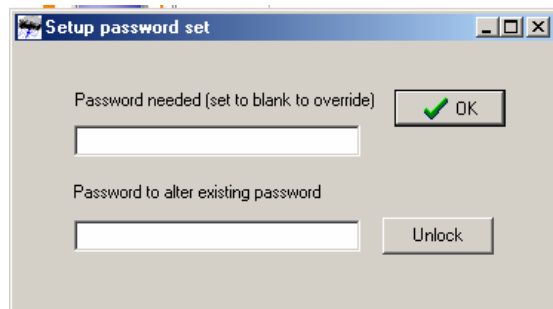 Setup password set
Password needed (set to blank to override)
OK
Password to alter existing password
Unlock